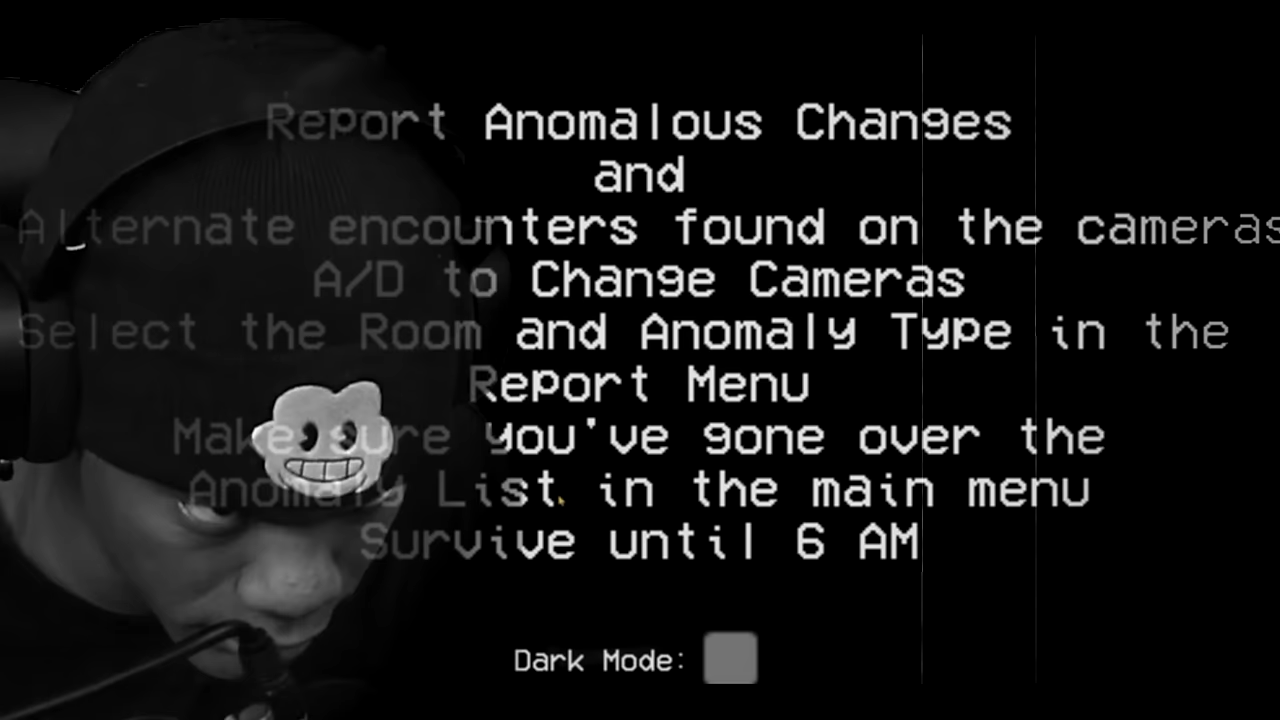 Report Anomalous Changes
and
Alternate encounters found on the cameras
A/D to Change Cameras
Select the Room and Anomaly Type in the
Report Menu
Make sure you've gone over the
Anomaly List in the main menu
Survive until 6 AM
Dark Mode: